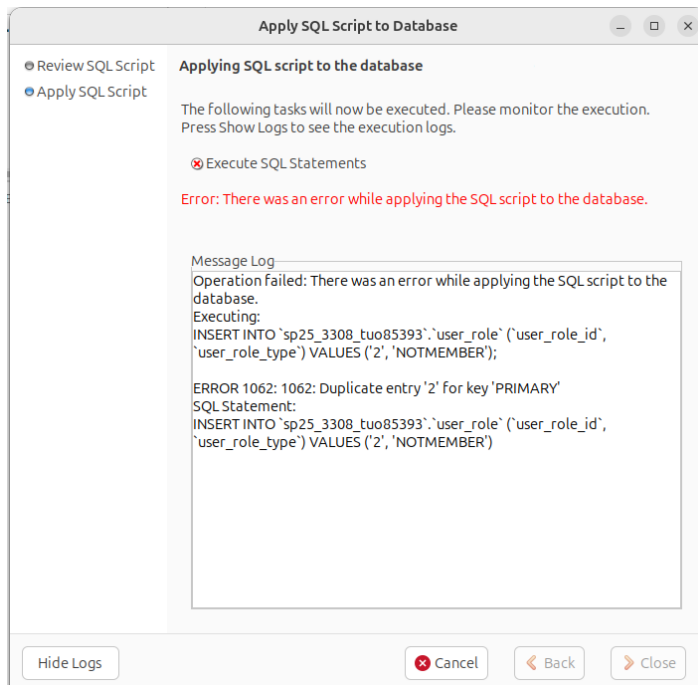 Apply SQL Script to Database
Review SQL Script
Apply SQL Script
Applying SQL script to the database
The following tasks will now be executed. Please monitor the execution.
Press Show Logs to see the execution logs.
Execute SQL Statements
Error: There was an error while applying the SQL script to the database.
Message Log
Operation failed: There was an error while applying the SQL script to the
database.
Executing:
INSERT INTO `sp25_3308_tuo85393`.`user_role` (`user_role_id`,
`user_role_type`) VALUES ('2', 'NOTMEMBER');
ERROR 1062: 1062: Duplicate entry '2' for key 'PRIMARY'
SQL Statement:
INSERT INTO `sp25_3308_tuo85393`.`user_role` (`user_role_id`,
`user_role_type`) VALUES ('2', 'NOTMEMBER')
Hide Logs
Cancel
Back
Close